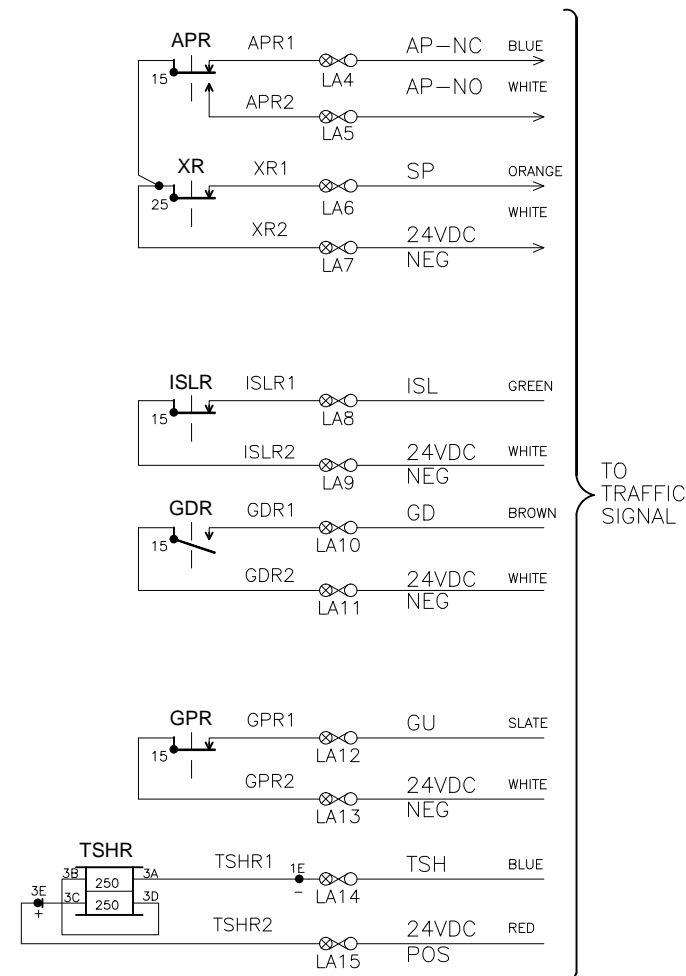 APR APR1 AP-NC BLUE
15 LA4
APR2 AP-NO WHITE
LA5
XR XR1 SP ORANGE
25 LA6
XR2 24VDC WHITE
LA7 NEG
ISLR ISLR1 ISL GREEN
15 LA8
ISLR2 24VDC WHITE
LA9 NEG
GDR GDR1 GD BROWN
15 LA10
GDR2 24VDC WHITE
LA11 NEG
TO
TRAFFIC
SIGNAL
GPR GPR1 GU SLATE
15 LA12
GPR2 24VDC WHITE
LA13 NEG
TSHR TSHR1 1E TSH BLUE
3B 250 3A - LA14
3E 3C 250 3D
+ TSHR2 24VDC RED
LA15 POS